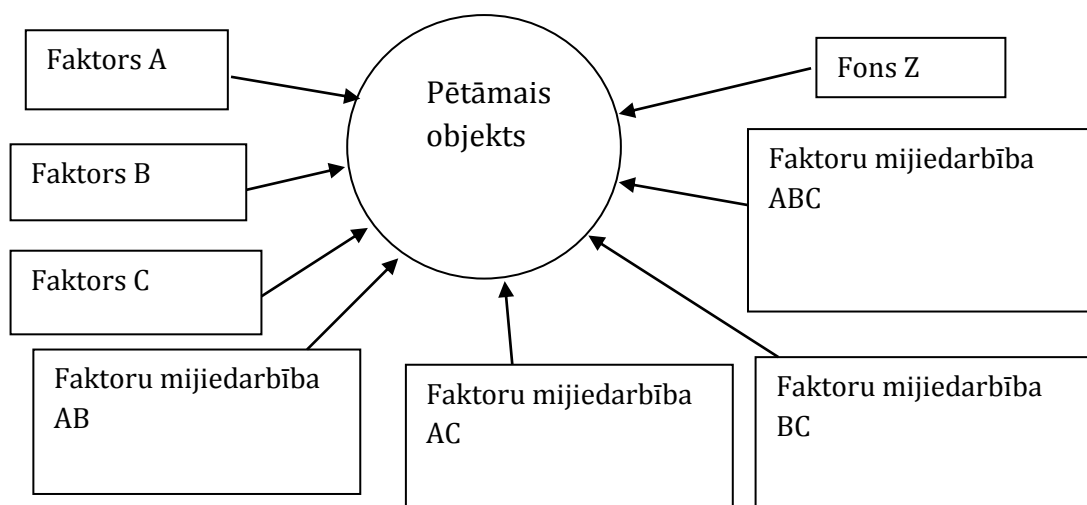 Faktors A
Pētāmais
objekts
Fons Z
Faktors B
Faktoru mijiedarbība
ABC
Faktors C
Faktoru mijiedarbība
AB
Faktoru mijiedarbība
AC
Faktoru mijiedarbība
BC